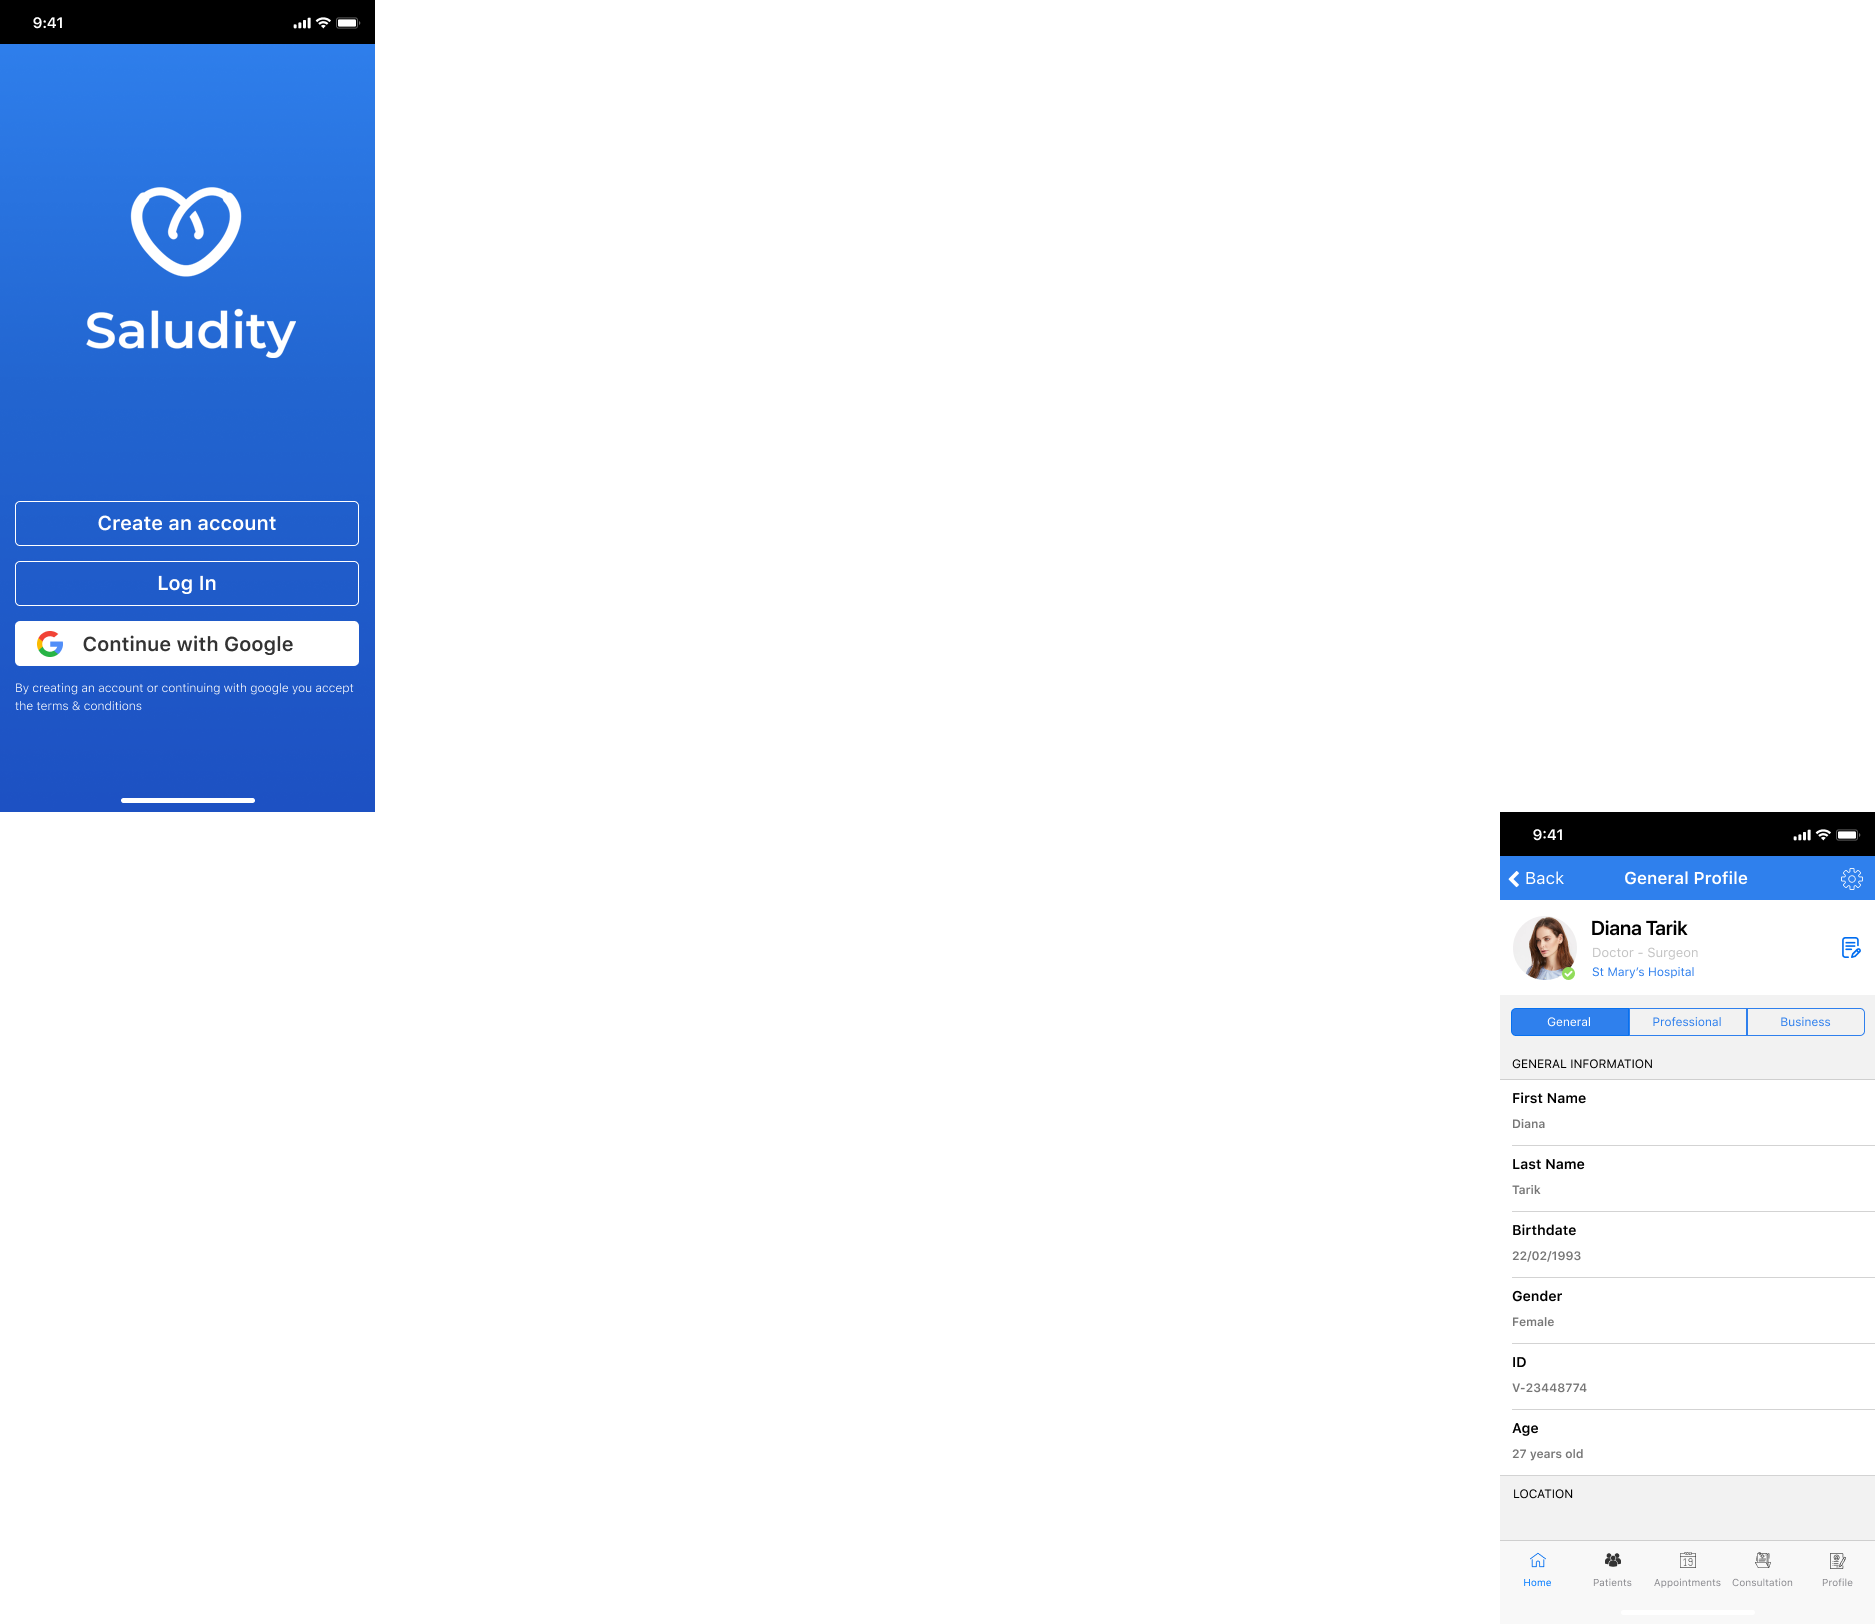 9:41
Saludity
Create an account
Log In
Continue with Google
By creating an account or continuing with google you accept
the terms & conditions
9:41
Back
General Profile
Diana Tarik
Doctor - Surgeon
St Mary's Hospital
General
Professional
Business
GENERAL INFORMATION
First Name
Diana
Last Name
Tarik
Birthdate
22/02/1993
Gender
Female
ID
V-23448774
Age
27 years old
LOCATION
19
Home
Patients
Appointments
Consultation
Profile